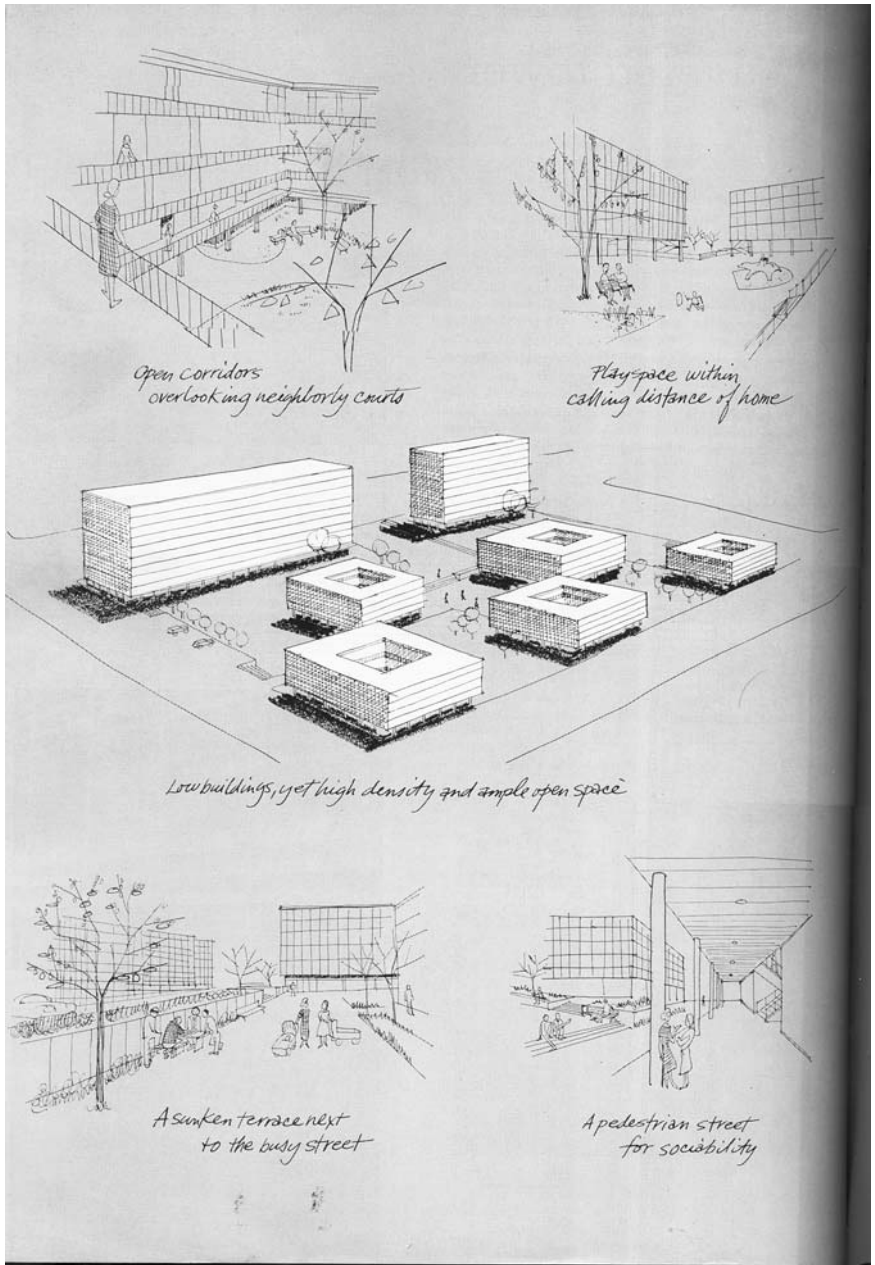 Open corridors
overlooking neighborly courts
Playspace within
calling distance of home
Low buildings, yet high density and ample open space
A sunken terrace next
to the busy street
A pedestrian street
for sociability